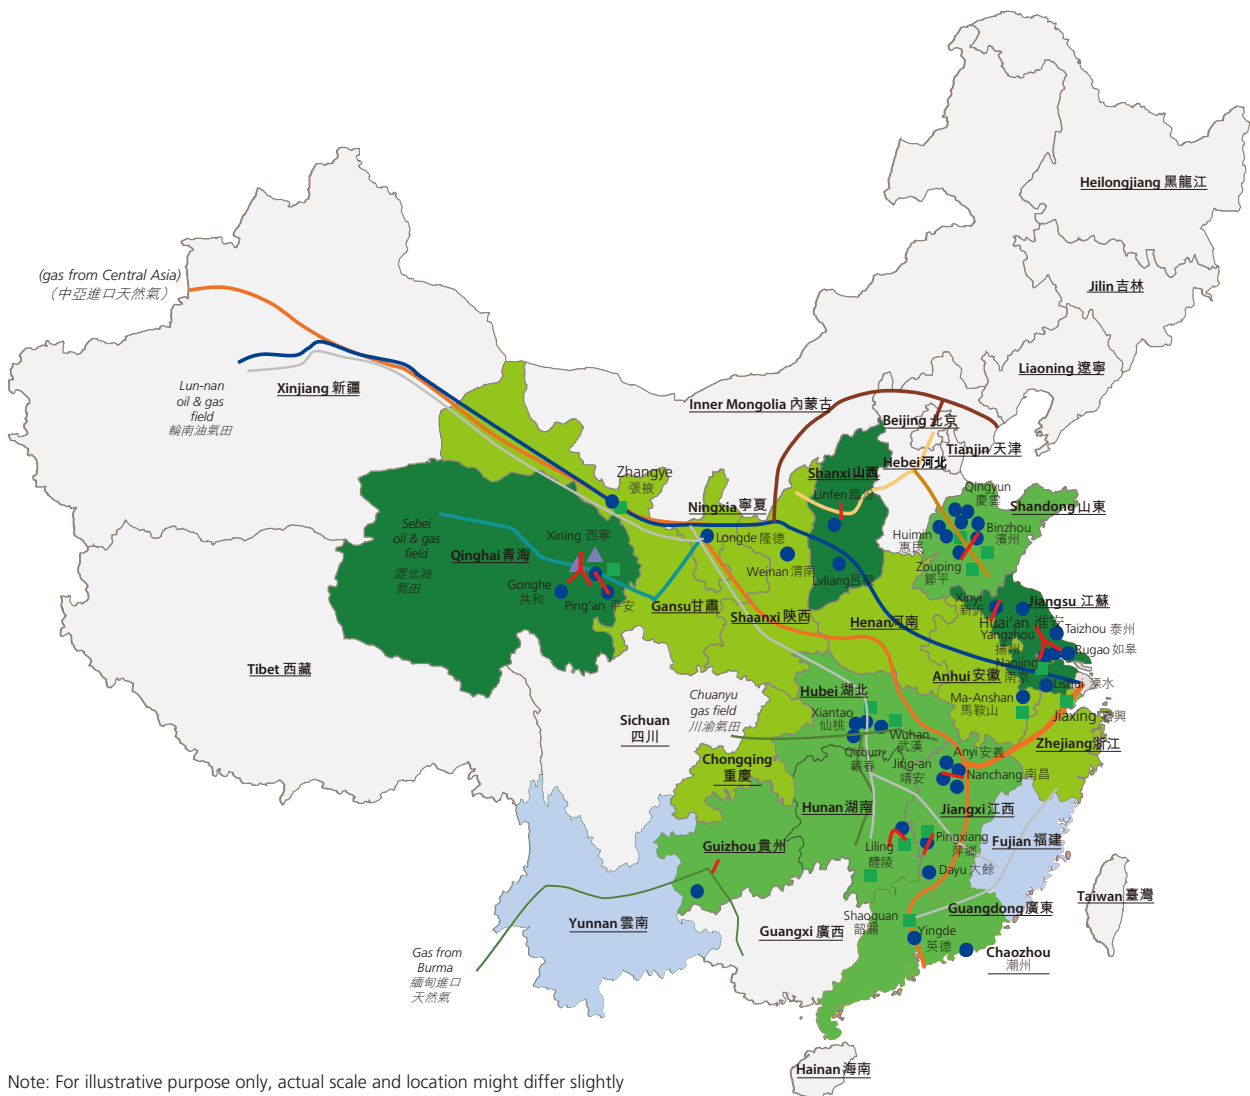 Heilongjiang 黑龍江
(gas from Central Asia)
（中亞進口天然氣）
Jilin 吉林
Liaoning 遼寧
Lun-nan
oil & gas
field
輪南油氣田
Xinjiang 新疆
Inner Mongolia 內蒙古
Beijing 北京
Tianjin 天津
Hebei 河北
Shanxi 山西
Linfen 臨汾
Zhangye
張掖
Ningxia 寧夏
Qingyun
慶雲
Shandong 山東
Huimin
惠民
Binzhou
濱州
Zouping
鄒平
Sebei
oil & gas
field
澀北油
氣田
Qinghai 青海
Xining 西寧
Gonghe
共和
Ping'an 平安
Longde 隆德
Weinan 渭南
Lvliang 呂梁
Gansu 甘肅
Shaanxi 陝西
Henan 河南
Xinyi
新沂
Jiangsu 江蘇
Huai'an 淮安
Yangzhou
揚州
Taizhou 泰州
Rugao 如皋
Nanjing
南京
Lishui 溧水
Anhui 安徽
Ma-Anshan
馬鞍山
Jiaxing 嘉興
Zhejiang 浙江
Tibet 西藏
Sichuan
四川
Chuanyu
gas field
川渝氣田
Hubei 湖北
Xiantao
仙桃
Wuhan
武漢
Qichun
蘄春
Chongqing
重慶
Jing-an
靖安
Anyi 安義
Nanchang 南昌
Hunan 湖南
Jiangxi 江西
Guizhou 貴州
Liling
醴陵
Pingxiang
萍鄉
Fujian 福建
Dayu 大餘
Taiwan 臺灣
Yunnan 雲南
Guangxi 廣西
Shaoguan
韶關
Guangdong 廣東
Yingde
英德
Chaozhou
潮州
Gas from
Burma
緬甸進口
天然氣
Hainan 海南
Note: For illustrative purpose only, actual scale and location might differ slightly